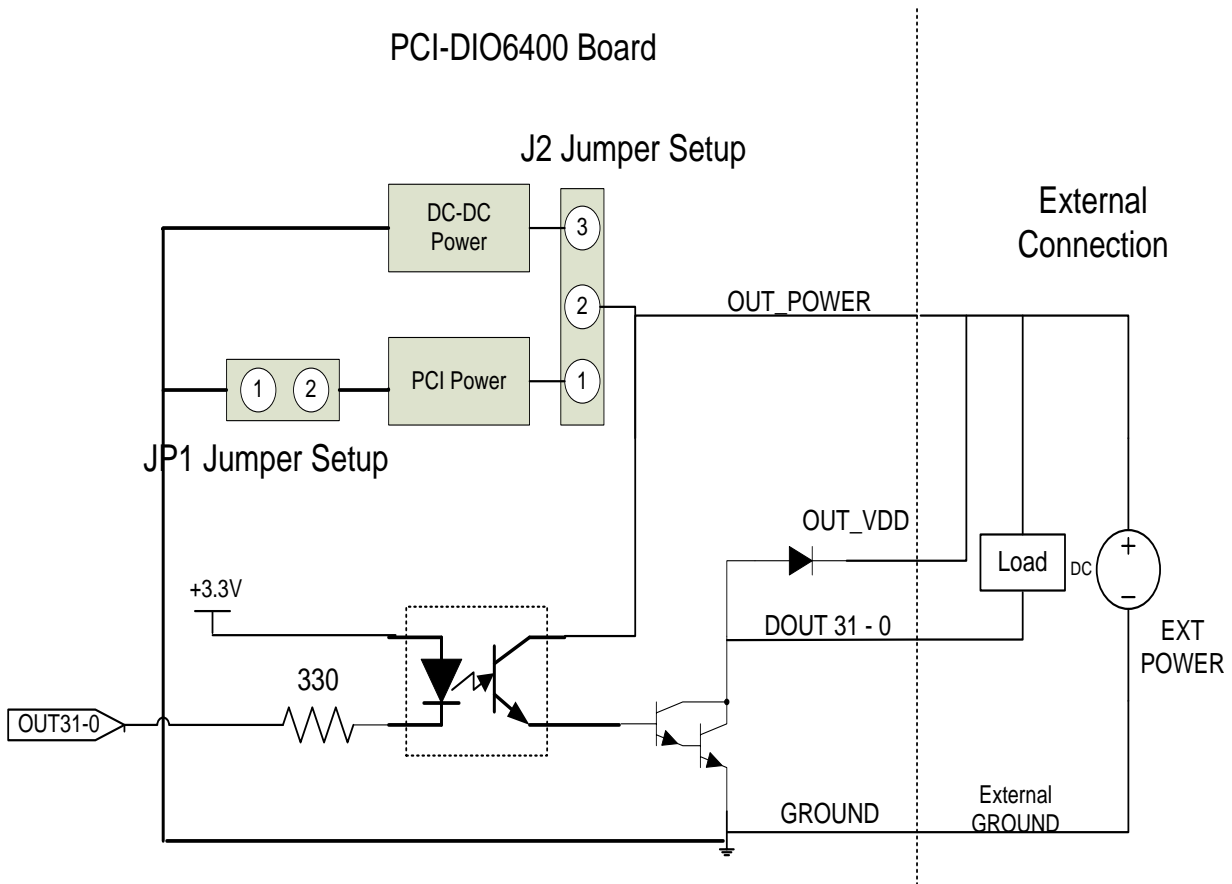 PCI-DIO6400 Board
J2 Jumper Setup
DC-DC
Power
3
External
Connection
2
OUT_POWER
1
2
PCI Power
1
JP1 Jumper Setup
OUT_VDD
+3.3V
Load
DC
+
−
DOUT 31 - 0
EXT
POWER
330
OUT31-0
GROUND
External
GROUND